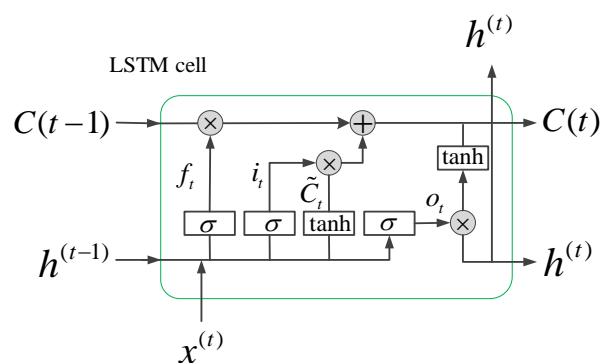 h^(t)
LSTM cell
C(t−1) × + C(t)
tanh
f_t i_t × C̃_t o_t
σ σ tanh σ ×
h^(t−1) h^(t)
x^(t)